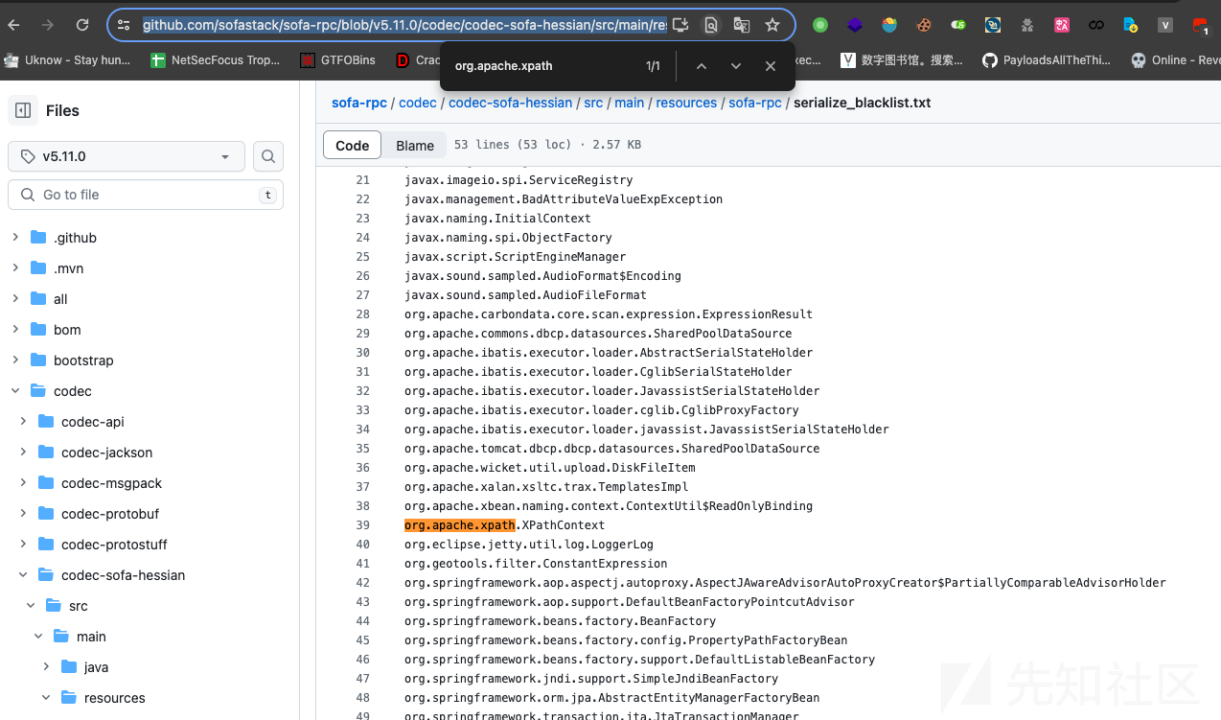 github.com/sofastack/sofa-rpc/blob/v5.11.0/codec/codec-sofa-hessian/src/main/re
Uknow - Stay hun...
NetSecFocus Trop...
GTFOBins
org.apache.xpath
1/1
数字图书馆。搜索...
PayloadsAllTheThi...
Files
sofa-rpc / codec / codec-sofa-hessian / src / main / resources / sofa-rpc / serialize_blacklist.txt
v5.11.0
Code Blame 53 lines (53 loc) · 2.57 KB
Go to file
t
.github
.mvn
all
bom
bootstrap
codec
codec-api
codec-jackson
codec-msgpack
codec-protobuf
codec-protostuff
codec-sofa-hessian
src
main
java
resources
21 javax.imageio.spi.ServiceRegistry
22 javax.management.BadAttributeValueExpException
23 javax.naming.InitialContext
24 javax.naming.spi.ObjectFactory
25 javax.script.ScriptEngineManager
26 javax.sound.sampled.AudioFormat$Encoding
27 javax.sound.sampled.AudioFileFormat
28 org.apache.carbondata.core.scan.expression.ExpressionResult
29 org.apache.commons.dbcp.datasources.SharedPoolDataSource
30 org.apache.ibatis.executor.loader.AbstractSerialStateHolder
31 org.apache.ibatis.executor.loader.CglibSerialStateHolder
32 org.apache.ibatis.executor.loader.JavassistSerialStateHolder
33 org.apache.ibatis.executor.loader.cglib.CglibProxyFactory
34 org.apache.ibatis.executor.loader.javassist.JavassistSerialStateHolder
35 org.apache.tomcat.dbcp.dbcp.datasources.SharedPoolDataSource
36 org.apache.wicket.util.upload.DiskFileItem
37 org.apache.xalan.xsltc.trax.TemplatesImpl
38 org.apache.xbean.naming.context.ContextUtil$ReadOnlyBinding
39 org.apache.xpath.XPathContext
40 org.eclipse.jetty.util.log.LoggerLog
41 org.geotools.filter.ConstantExpression
42 org.springframework.aop.aspectj.autoproxy.AspectJAwareAdvisorAutoProxyCreator$PartiallyComparableAdvisorHolder
43 org.springframework.aop.support.DefaultBeanFactoryPointcutAdvisor
44 org.springframework.beans.factory.BeanFactory
45 org.springframework.beans.factory.config.PropertyPathFactoryBean
46 org.springframework.beans.factory.support.DefaultListableBeanFactory
47 org.springframework.jndi.support.SimpleJndiBeanFactory
48 org.springframework.orm.jpa.AbstractEntityManagerFactoryBean
49 org.springframework.transaction.jta.JtaTransactionManager
先知社区